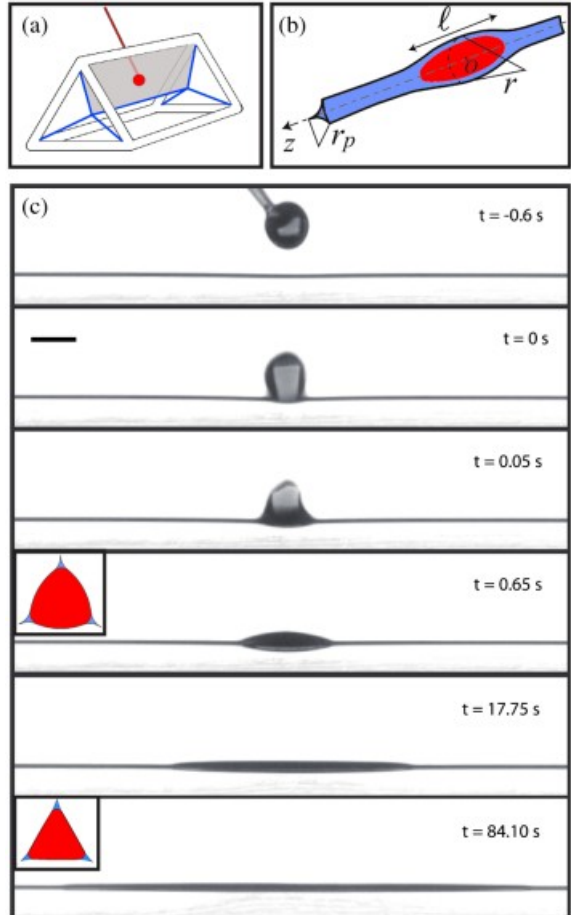 (a)
(b)
ℓ
r
r_p
z
(c)
t = -0.6 s
t = 0 s
t = 0.05 s
t = 0.65 s
t = 17.75 s
t = 84.10 s